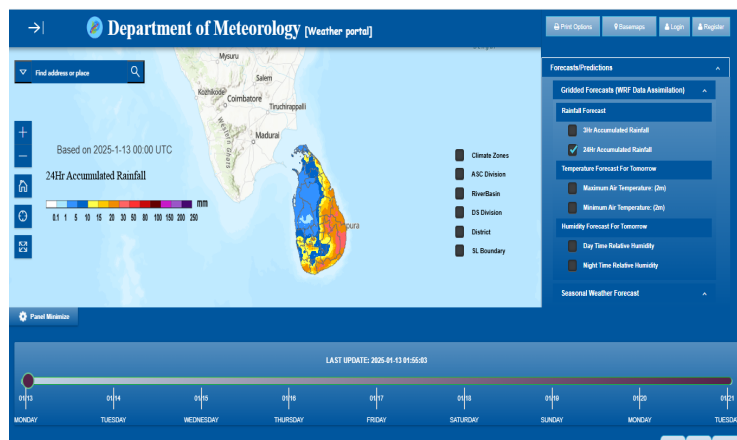 Department of Meteorology [Weather portal]
Print Options
Basemaps
Login
Register
Find address or place
Mysuru
Salem
Kozhikode
Coimbatore
Tiruchirappalli
Western Ghats
Madurai
pura
Based on 2025-1-13 00:00 UTC
24Hr Accumulated Rainfall
mm
0.1 1 5 10 15 20 30 50 80 100 150 200 250
Climate Zones
ASC Division
RiverBasin
DS Division
District
SL Boundary
Forecasts/Predictions
Gridded Forecasts (WRF Data Assimilation)
Rainfall Forecast
3Hr Accumulated Rainfall
24Hr Accumulated Rainfall
Temperature Forecast For Tomorrow
Maximum Air Temperature: (2m)
Minimum Air Temperature: (2m)
Humidity Forecast For Tomorrow
Day Time Relative Humidity
Night Time Relative Humidity
Seasonal Weather Forecast
Panel Minimize
LAST UPDATE: 2025-01-13 01:55:03
01/13 01/14 01/15 01/16 01/17 01/18 01/19 01/20 01/21
MONDAY TUESDAY WEDNESDAY THURSDAY FRIDAY SATURDAY SUNDAY MONDAY TUESDA